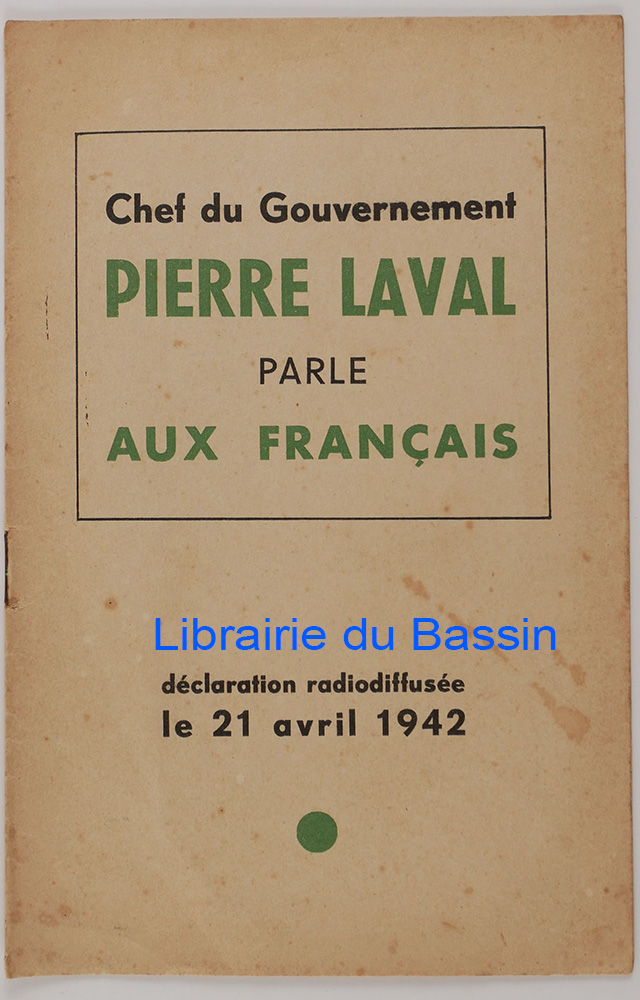 Chef du Gouvernement
PIERRE LAVAL
PARLE
AUX FRANÇAIS
Librairie du Bassin
déclaration radiodiffusée
le 21 avril 1942